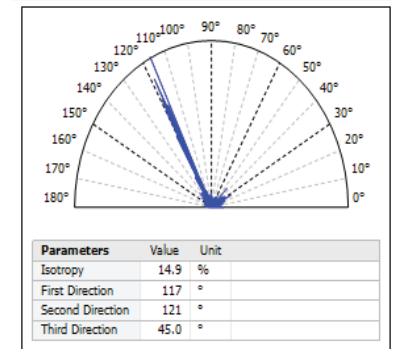 90°
100° 80°
110° 70°
120° 60°
130° 50°
140° 40°
150° 30°
160° 20°
170° 10°
180° 0°
Parameters Value Unit
Isotropy 14.9 %
First Direction 117 °
Second Direction 121 °
Third Direction 45.0 °